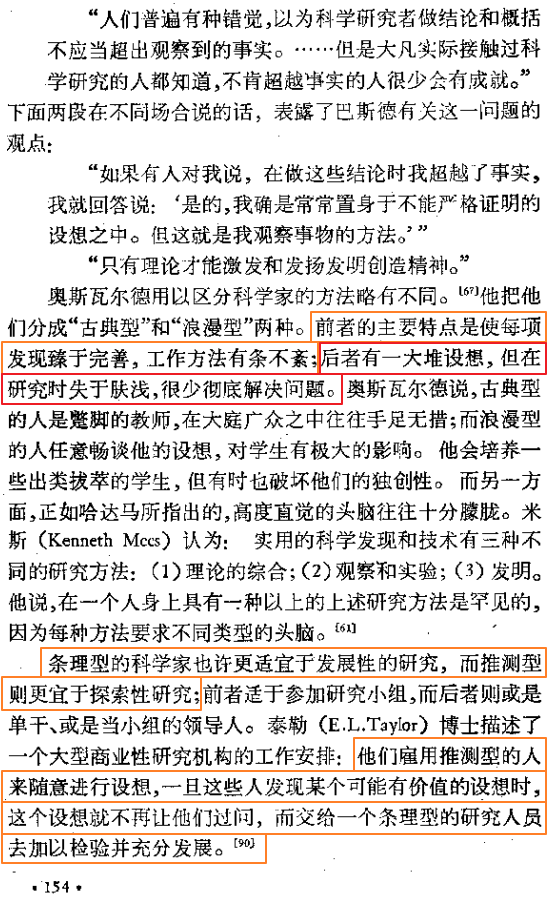 “人们普遍有种错觉,以为科学研究者做结论和概括
不应当超出观察到的事实。……但是大凡实际接触过科
学研究的人都知道,不肯超越事实的人很少会有成就。”
下面两段在不同场合说的话，表露了巴斯德有关这一问题的
观点:
“如果有人对我说，在做这些结论时我超越了事实,
我就回答说：‘是的,我确是常常置身于不能严格证明的
设想之中。但这就是我观察事物的方法。’”
“只有理论才能激发和发扬发明创造精神。”
奥斯瓦尔德用以区分科学家的方法略有不同。[67]他把他
们分成“古典型”和“浪漫型”两种。前者的主要特点是使每项
发现臻于完善，工作方法有条不紊;后者有一大堆设想，但在
研究时失于肤浅,很少彻底解决问题。奥斯瓦尔德说,古典型
的人是蹩脚的教师,在大庭广众之中往往手足无措;而浪漫型
的人任意畅谈他的设想，对学生有极大的影响。他会培养一
些出类拔萃的学生，但有时也破坏他们的独创性。而另一方
面,正如哈达马所指出的,高度直觉的头脑往往十分朦胧。米
斯（Kenneth Mccs）认为：实用的科学发现和技术有三种不
同的研究方法:（1)理论的综合;(2)观察和实验;(3)发明。
他说,在一个人身上具有一种以上的上述研究方法是罕见的,
因为每种方法要求不同类型的头脑。[61]
条理型的科学家也许更适宜于发展性的研究，而推测型
则更宜于探索性研究;前者适于参加研究小组,而后者则或是
单干、或是当小组的领导人。泰勒（E.L.Taylor）博士描述了
一个大型商业性研究机构的工作安排：他们雇用推测型的人
来随意进行设想,一旦这些人发现某个可能有价值的设想时,
这个设想就不再让他们过问，而交给一个条理型的研究人员
去加以检验并充分发展。[90]
·154·